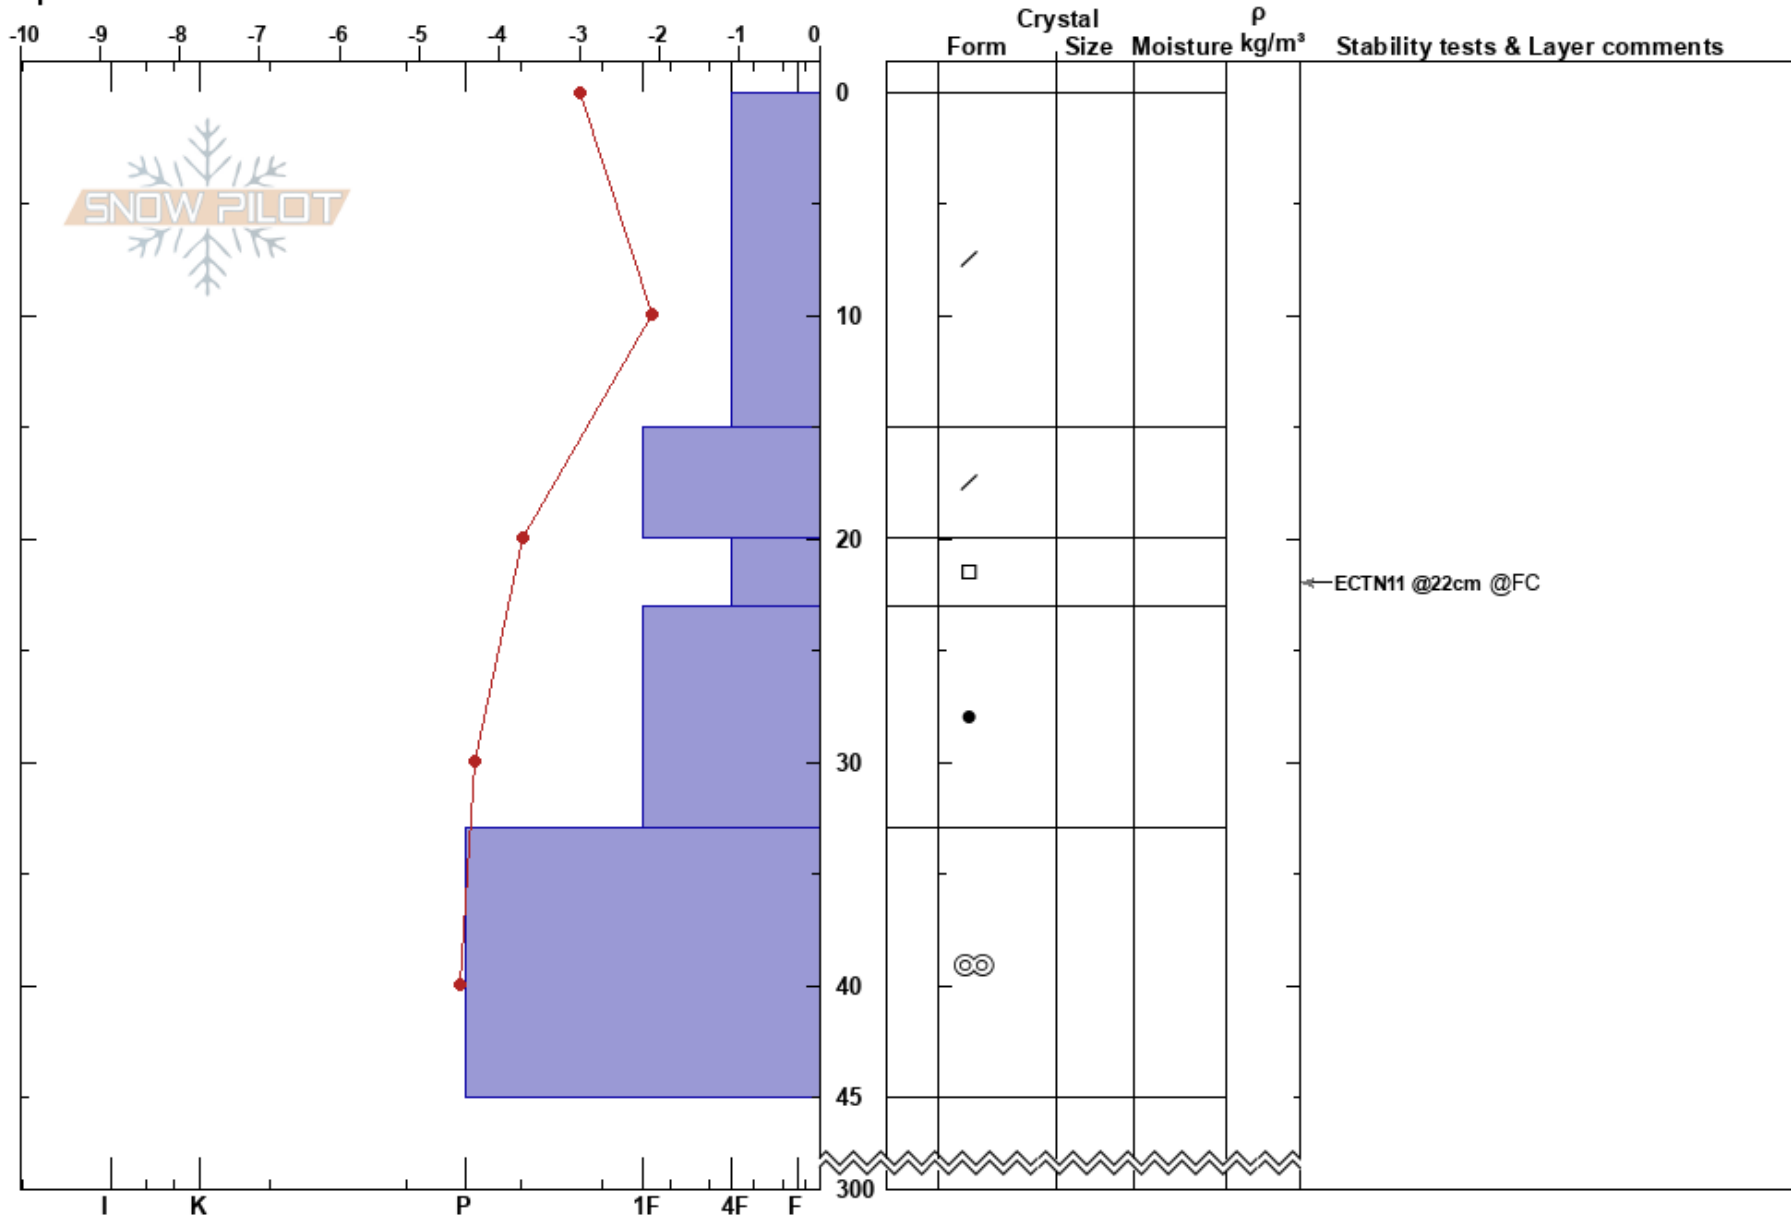 -10 -9 -8 -7 -6 -5 -4 -3 -2 -1 0
Crystal ρ
Form Size Moisture kg/m³ Stability tests & Layer comments
0
SNOW PILOT
10
20
ECTN11 @22cm @FC
30
40
45
300
I K P 1F 4F F